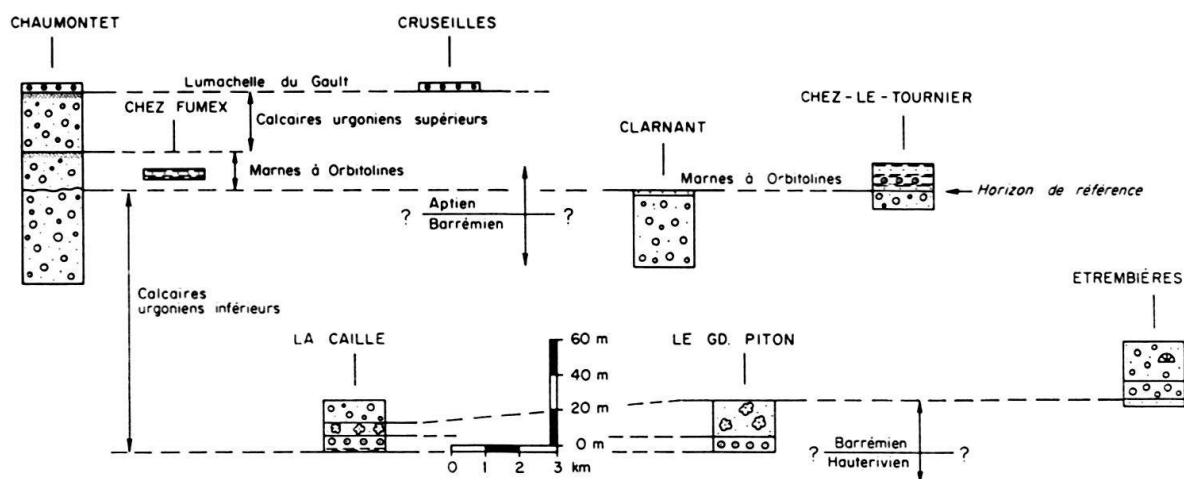 CHAUMONTET
CRUSEILLES
Lumachelle du Gault
CHEZ FUMEX
Calcaires urgoniens supérieurs
CHEZ-LE-TOURNIER
CLARNANT
Marnes à Orbitolines
Marnes à Orbitolines
Horizon de référence
? Aptien ?
Barrémien
Calcaires
urgoniens inférieurs
ETREMBIÈRES
LA CAILLE
60 m
LE GD. PITON
40 m
20 m
0 m
? Barrémien ?
Hauterivien
0 1 2 3
km